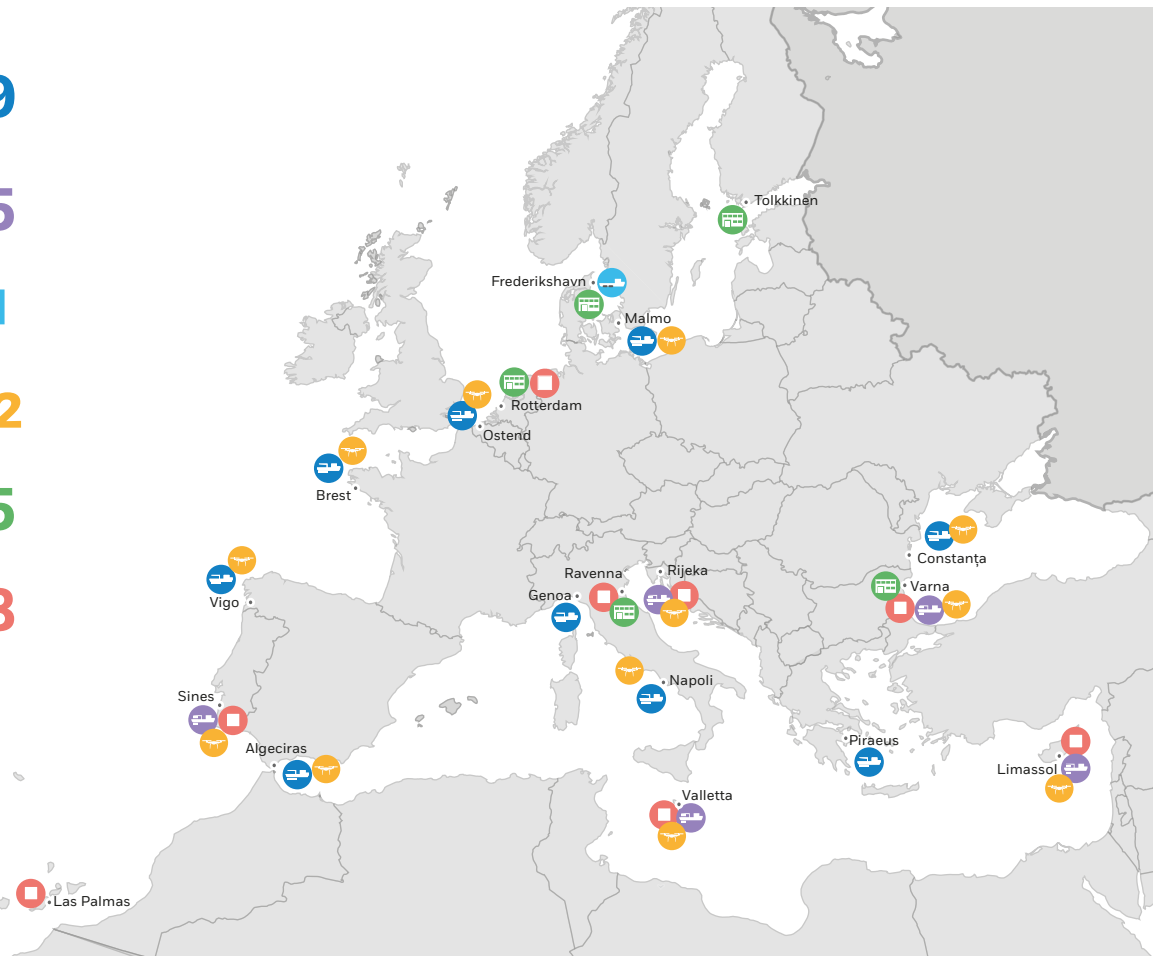 9
5
1
2
5
8
Tolkkinen
Frederikshavn
Malmo
Rotterdam
Ostend
Brest
Constanța
Varna
Ravenna
Rijeka
Genoa
Vigo
Napoli
Sines
Piraeus
Algeciras
Limassol
Valletta
Las Palmas